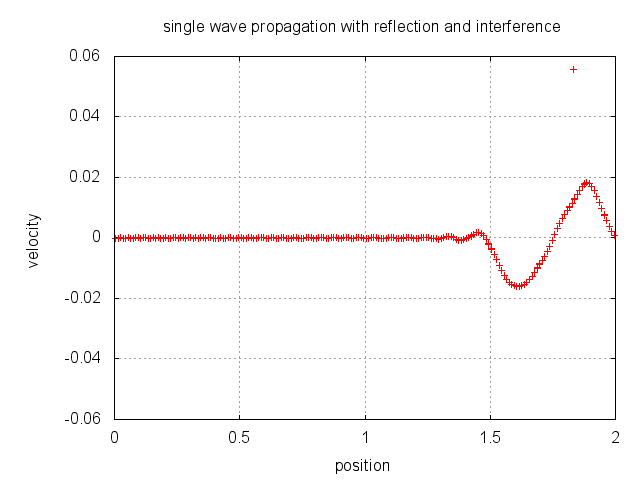 single wave propagation with reflection and interference
0.06
0.04
0.02
0
-0.02
-0.04
-0.06
velocity
0 0.5 1 1.5 2
position